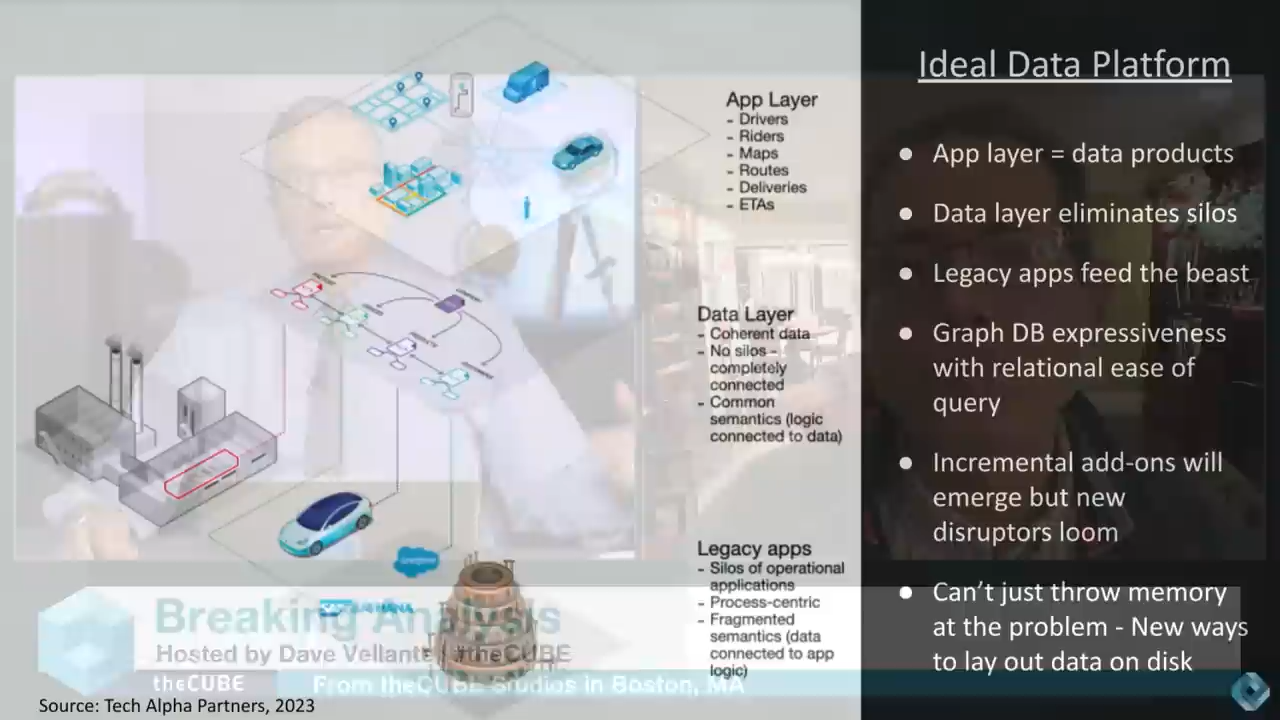 Ideal Data Platform
App Layer
- Drivers
- Riders
- Maps
- Routes
- Deliveries
- ETAs
Data Layer
- Coherent data
- No silos -
completely
connected
- Common
semantics (logic
connected to data)
Legacy apps
- Silos of operational
applications
- Process-centric
- Fragmented
semantics (data
connected to app
logic)
● App layer = data products
● Data layer eliminates silos
● Legacy apps feed the beast
● Graph DB expressiveness
with relational ease of
query
● Incremental add-ons will
emerge but new
disruptors loom
● Can’t just throw memory
at the problem - New ways
to lay out data on disk
Breaking Analysis
SAP HANA
Hosted by Dave Vellante | #theCUBE
theCUBE From theCUBE Studios in Boston, MA
Source: Tech Alpha Partners, 2023